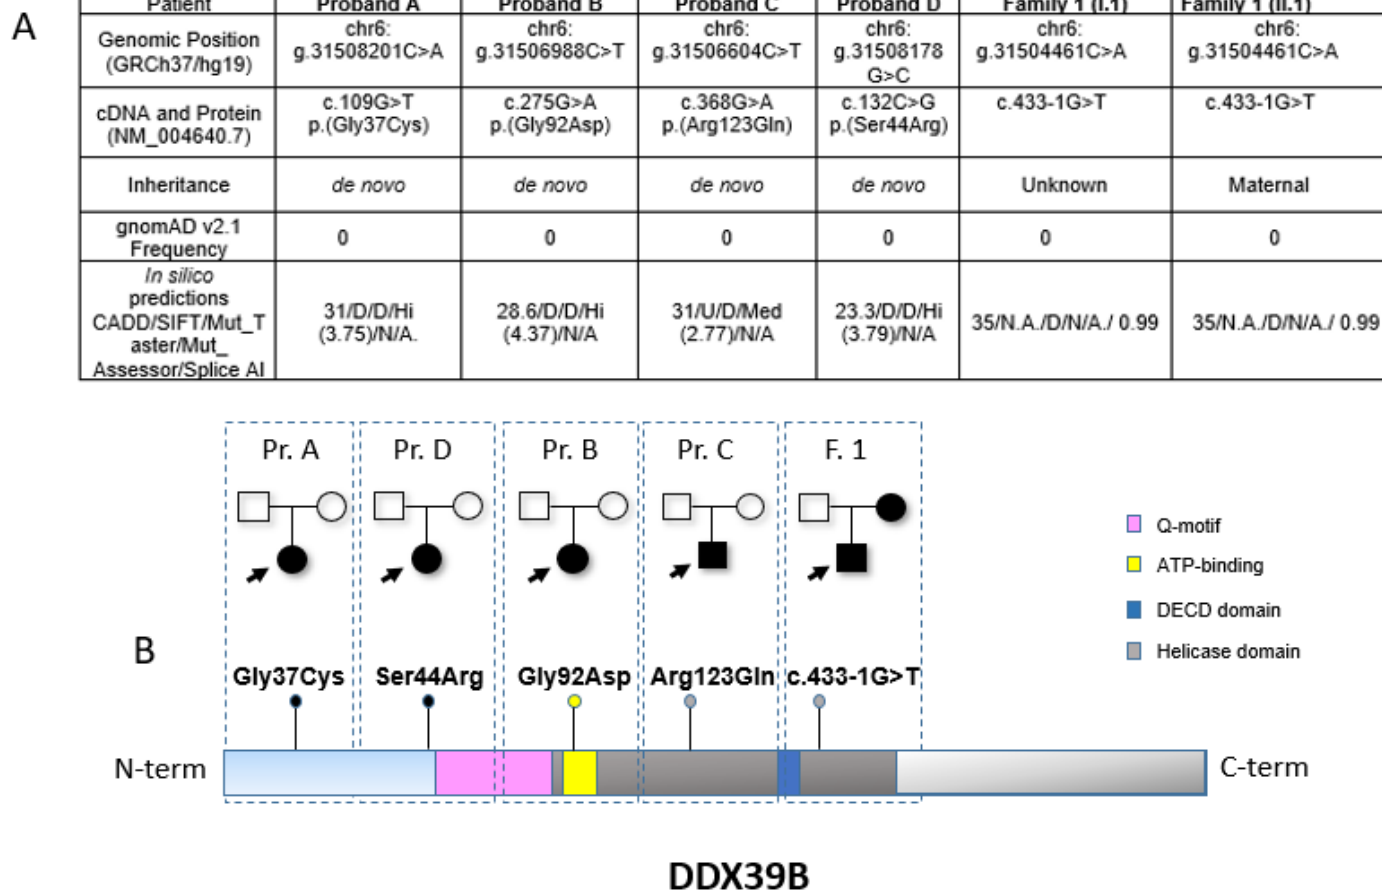 A
Patient Proband A Proband B Proband C Proband D Family 1 (I.1) Family 1 (II.1)
Genomic Position
(GRCh37/hg19)
chr6:
g.31508201C>A
chr6:
g.31506988C>T
chr6:
g.31506604C>T
chr6:
g.31508178
G>C
chr6:
g.31504461C>A
chr6:
g.31504461C>A
cDNA and Protein
(NM_004640.7)
c.109G>T
p.(Gly37Cys)
c.275G>A
p.(Gly92Asp)
c.368G>A
p.(Arg123Gln)
c.132C>G
p.(Ser44Arg)
c.433-1G>T
c.433-1G>T
Inheritance de novo de novo de novo de novo Unknown Maternal
gnomAD v2.1
Frequency
0 0 0 0 0 0
In silico
predictions
CADD/SIFT/Mut_T
aster/Mut_
Assessor/Splice AI
31/D/D/Hi
(3.75)/N/A.
28.6/D/D/Hi
(4.37)/N/A
31/U/D/Med
(2.77)/N/A
23.3/D/D/Hi
(3.79)/N/A
35/N.A./D/N/A./ 0.99
35/N.A./D/N/A./ 0.99
Pr. A Pr. D Pr. B Pr. C F. 1
Q-motif
ATP-binding
DECD domain
Helicase domain
B
Gly37Cys Ser44Arg Gly92Asp Arg123Gln c.433-1G>T
N-term C-term
DDX39B